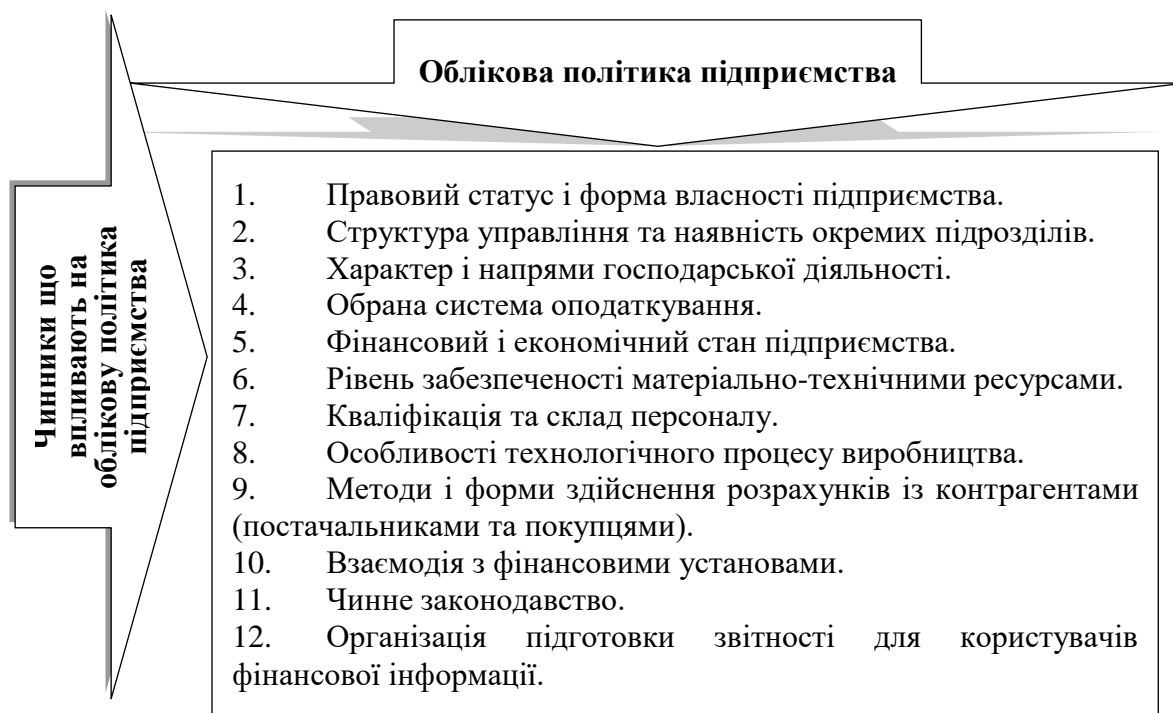 Облікова політика підприємства
Чинники що
впливають на
облікову політика
підприємства
1. Правовий статус і форма власності підприємства.
2. Структура управління та наявність окремих підрозділів.
3. Характер і напрями господарської діяльності.
4. Обрана система оподаткування.
5. Фінансовий і економічний стан підприємства.
6. Рівень забезпеченості матеріально-технічними ресурсами.
7. Кваліфікація та склад персоналу.
8. Особливості технологічного процесу виробництва.
9. Методи і форми здійснення розрахунків із контрагентами
(постачальниками та покупцями).
10. Взаємодія з фінансовими установами.
11. Чинне законодавство.
12. Організація підготовки звітності для користувачів
фінансової інформації.